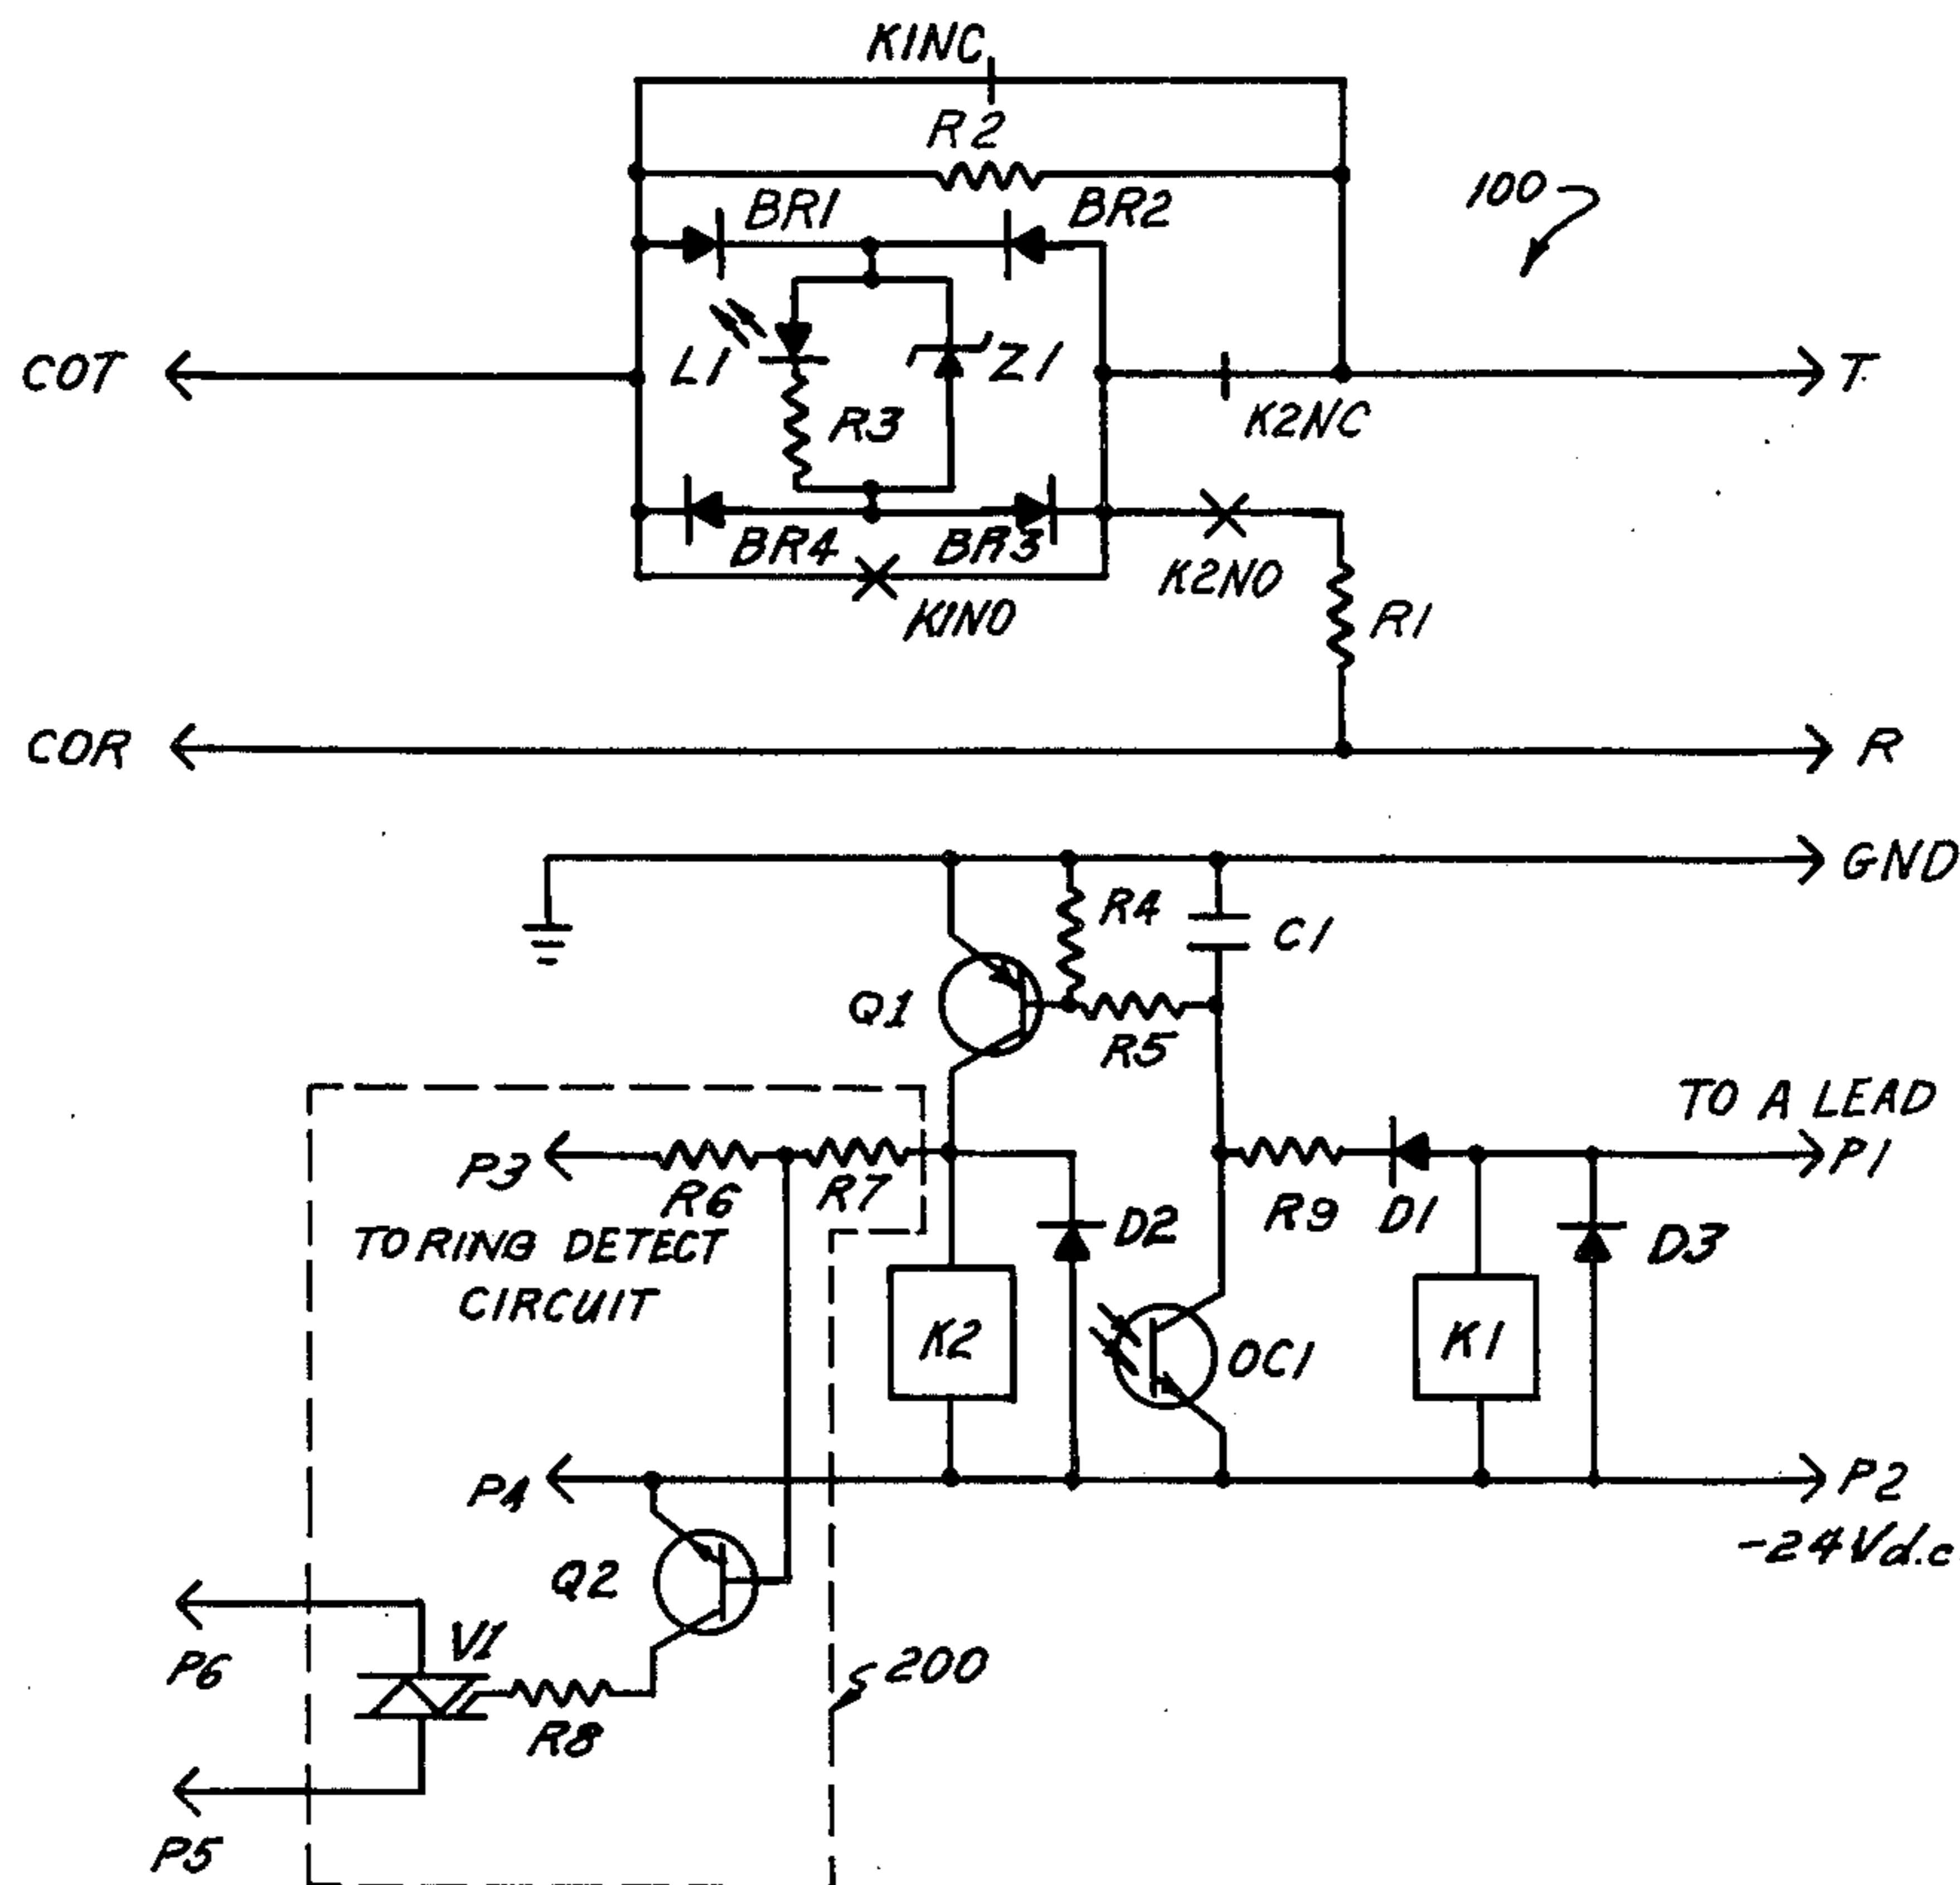 K1NC
R2
BR1
BR2
100
COT
L1
Z1
T
R3
K2NC
BR4
BR3
K2NO
K1NO
R1
COR
R
GND
R4
C1
Q1
R5
TO A LEAD
P3
R6
R7
R9
D1
P1
TO RING DETECT
CIRCUIT
D2
D3
K2
OC1
K1
P4
P2
-24Vd.c
Q2
P6
V1
200
R8
P5